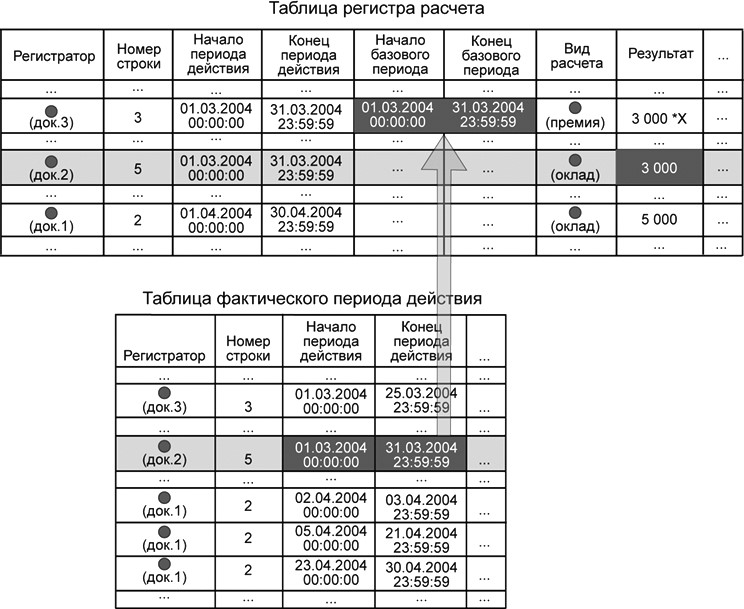 Таблица регистра расчета
Регистратор Номер строки Начало периода действия Конец периода действия Начало базового периода Конец базового периода Вид расчета Результат ...
... ... ... ... ... ... ... ... ...
(док.3) 3 01.03.2004 00:00:00 31.03.2004 23:59:59 01.03.2004 00:00:00 31.03.2004 23:59:59 (премия) 3 000 *X ...
... ... ... ... ... ... ... ... ...
(док.2) 5 01.03.2004 00:00:00 31.03.2004 23:59:59 ... ... (оклад) 3 000 ...
... ... ... ... ... ... ... ... ...
(док.1) 2 01.04.2004 00:00:00 30.04.2004 23:59:59 ... ... (оклад) 5 000 ...
... ... ... ... ... ... ... ... ...
Таблица фактического периода действия
Регистратор Номер строки Начало периода действия Конец периода действия ...
... ... ... ... ...
(док.3) 3 01.03.2004 00:00:00 25.03.2004 23:59:59 ...
... ... ... ... ...
(док.2) 5 01.03.2004 00:00:00 31.03.2004 23:59:59 ...
... ... ... ... ...
(док.1) 2 02.04.2004 00:00:00 03.04.2004 23:59:59 ...
(док.1) 2 05.04.2004 00:00:00 21.04.2004 23:59:59 ...
(док.1) 2 23.04.2004 00:00:00 30.04.2004 23:59:59 ...
... ... ... ... ...